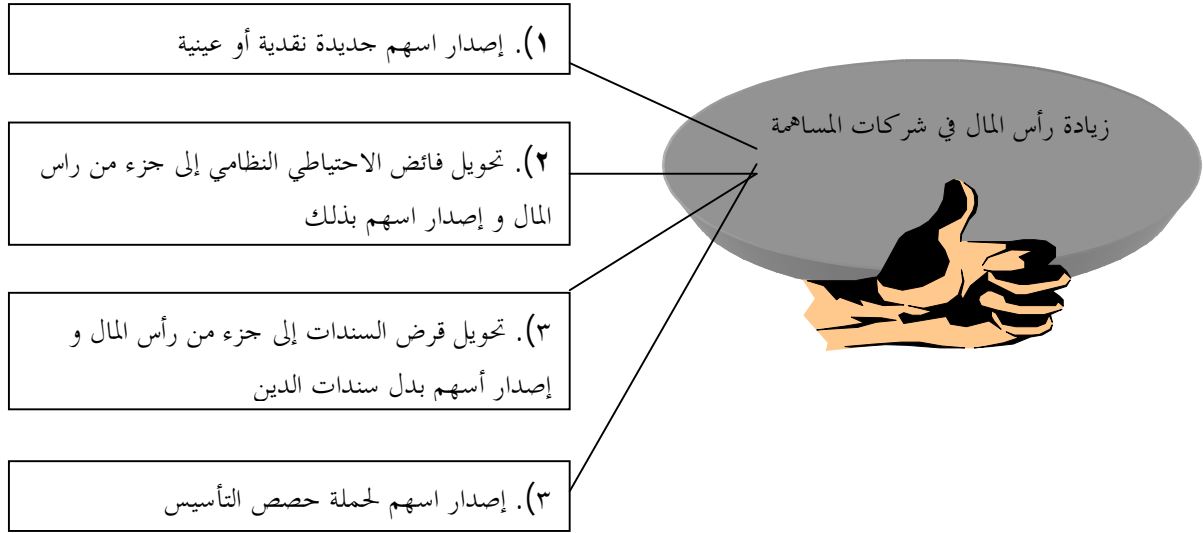 زيادة رأس المال في شركات المساهمة
١). إصدار اسهم جديدة نقدية أو عينية
٢). تحويل فائض الاحتياطي النظامي إلى جزء من راس
المال و إصدار اسهم بذلك
٣). تحويل قرض السندات إلى جزء من رأس المال و
إصدار أسهم بدل سندات الدين
٣). إصدار اسهم لحملة حصص التأسيس